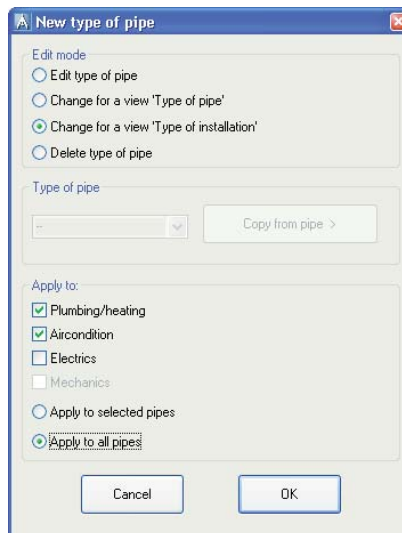 New type of pipe
Edit mode
Edit type of pipe
Change for a view 'Type of pipe'
Change for a view 'Type of installation'
Delete type of pipe
Type of pipe
--
Copy from pipe >
Apply to:
Plumbing/heating
Aircondition
Electrics
Mechanics
Apply to selected pipes
Apply to all pipes
Cancel
OK